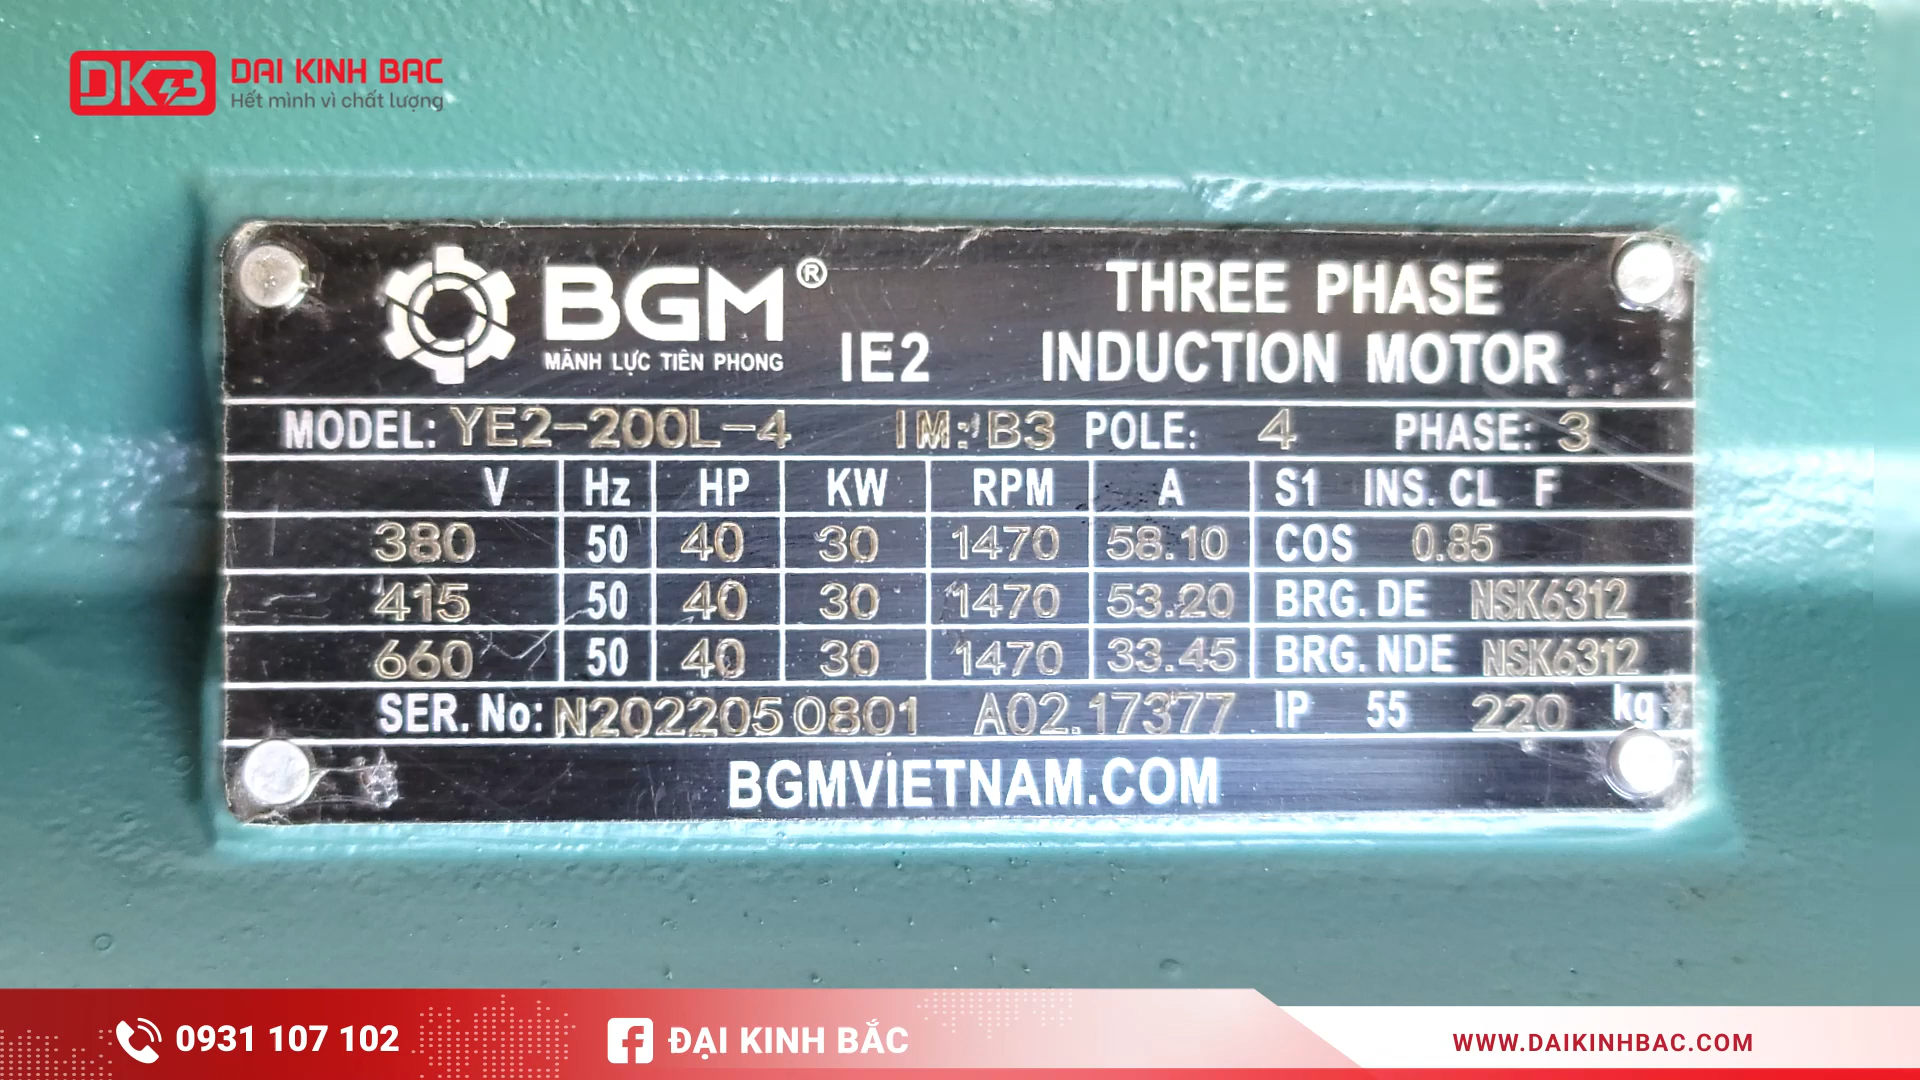 DKB DAI KINH BAC
Hết mình vì chất lượng
BGM® THREE PHASE
MÃNH LỰC TIÊN PHONG IE2 INDUCTION MOTOR
MODEL: YE2-200L-4 IM: B3 POLE: 4 PHASE: 3
V Hz HP KW RPM A S1 INS. CL F
380 50 40 30 1470 58.10 COS 0.85
415 50 40 30 1470 53.20 BRG. DE NSK6312
660 50 40 30 1470 33.45 BRG. NDE NSK6312
SER. No: N2022050801 A02.17377 IP 55 220 kg
BGMVIETNAM.COM
0931 107 102 ĐẠI KINH BẮC WWW.DAIKINHBAC.COM